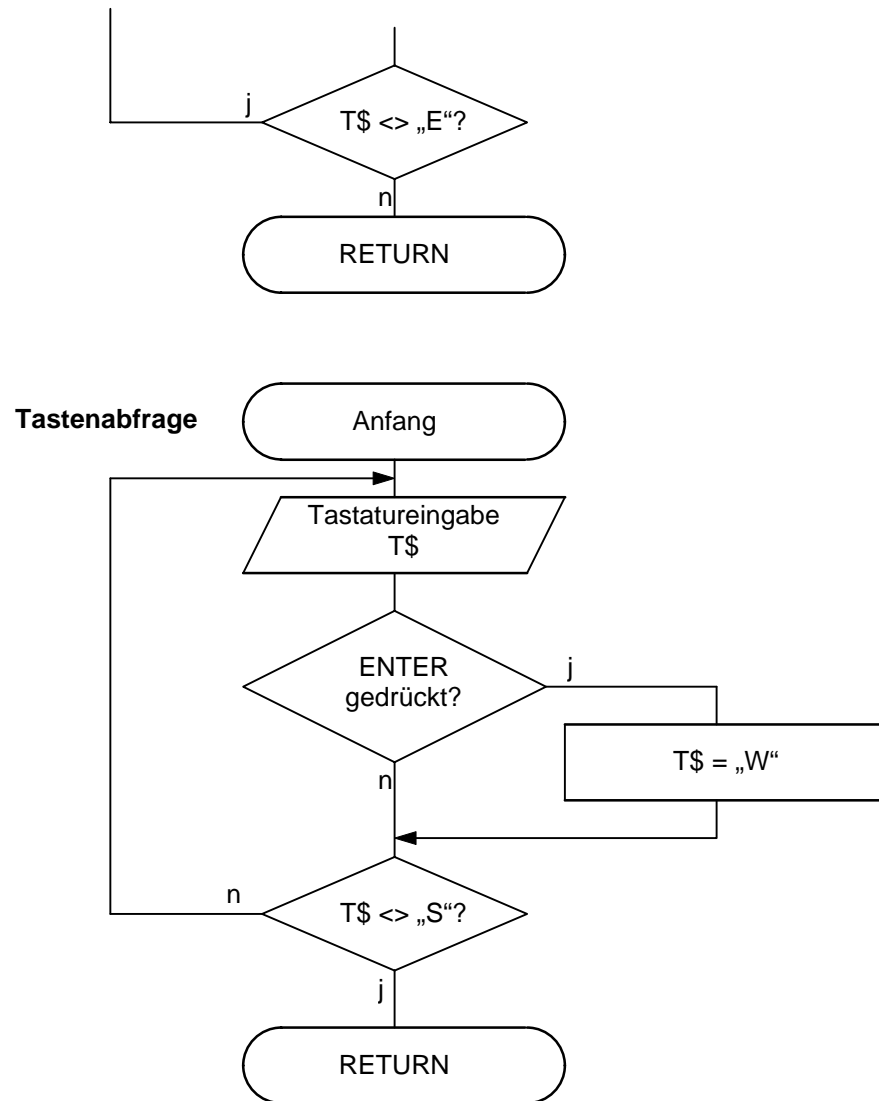 j
T$ <> „E“?
n
RETURN
Tastenabfrage
Anfang
Tastatureingabe
T$
ENTER
gedrückt?
j
T$ = „W“
n
n
T$ <> „S“?
j
RETURN